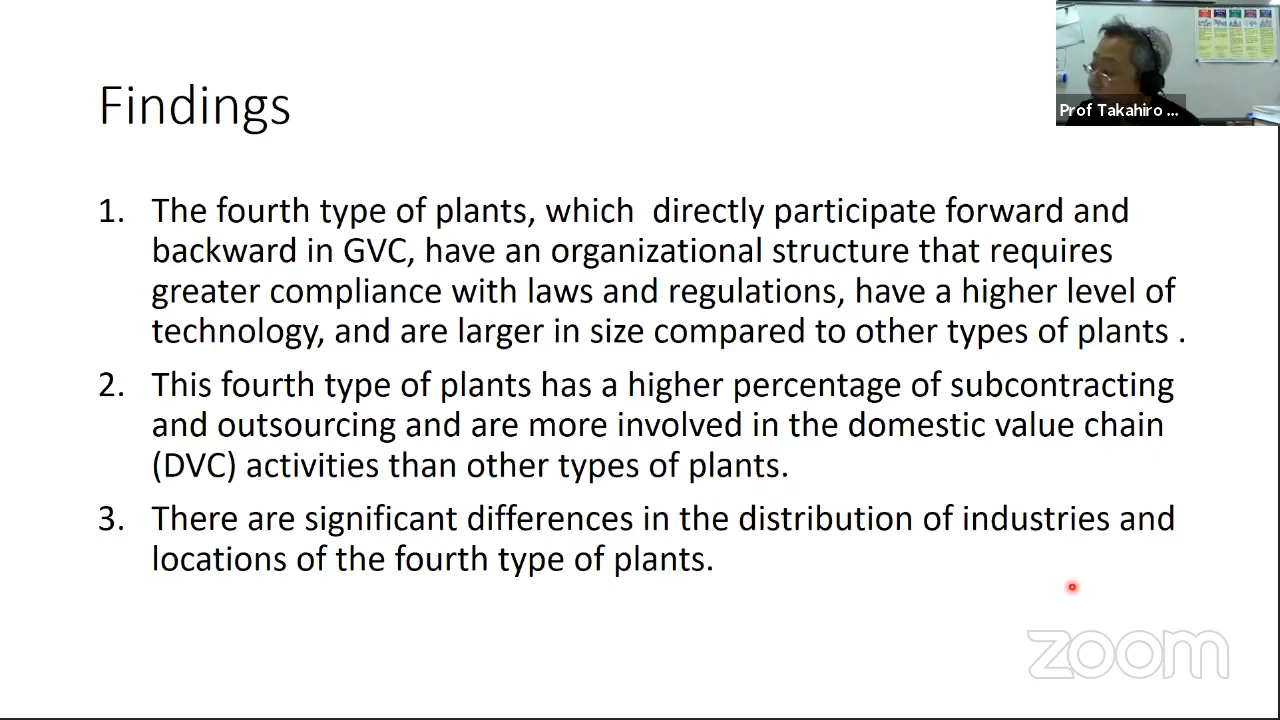 Prof Takahiro ...
Findings
1. The fourth type of plants, which directly participate forward and
backward in GVC, have an organizational structure that requires
greater compliance with laws and regulations, have a higher level of
technology, and are larger in size compared to other types of plants .
2. This fourth type of plants has a higher percentage of subcontracting
and outsourcing and are more involved in the domestic value chain
(DVC) activities than other types of plants.
3. There are significant differences in the distribution of industries and
locations of the fourth type of plants.
zoom